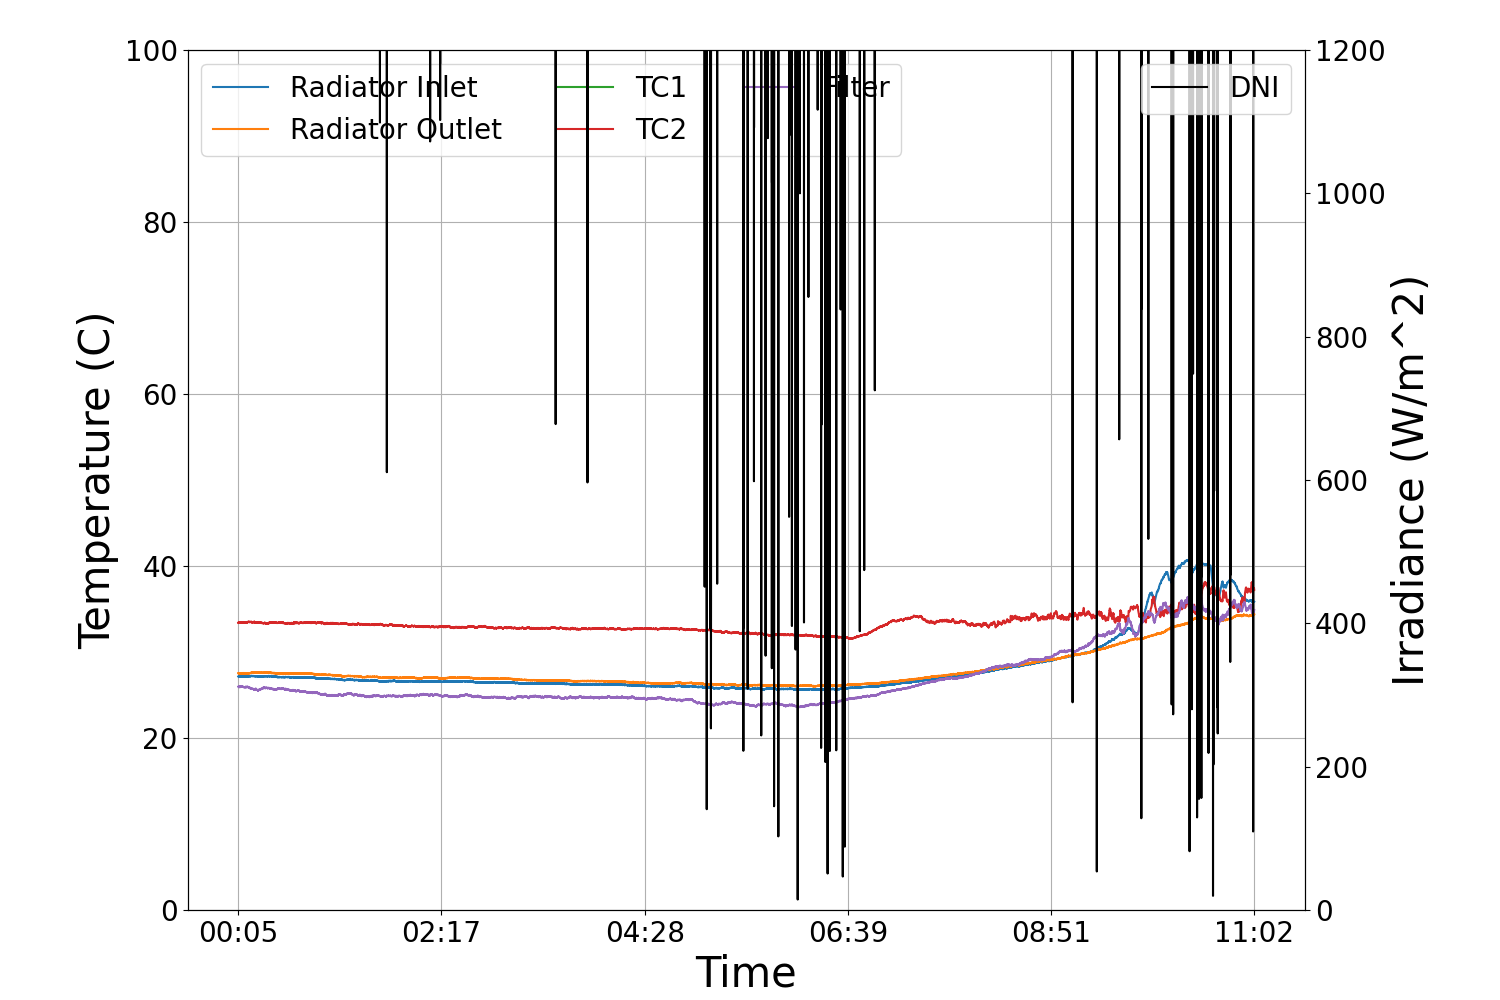 100
80
60
40
20
0
Temperature (C)
Radiator Inlet
Radiator Outlet
TC1
TC2
Filter
DNI
1200
1000
800
600
400
200
0
Irradiance (W/m^2)
00:05 02:17 04:28 06:39 08:51 11:02
Time